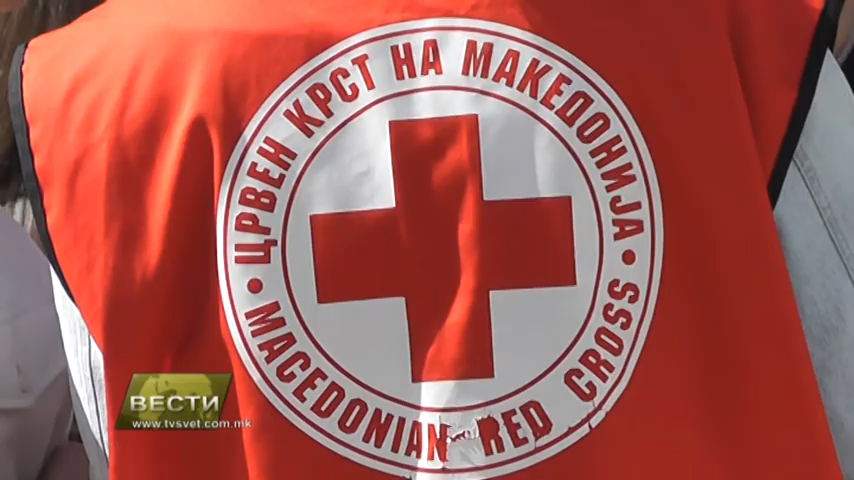 ЦРВЕН КРСТ НА МАКЕДОНИЈА
MACEDONIAN RED CROSS
ВЕСТИ
www.tvsvet.com.mk